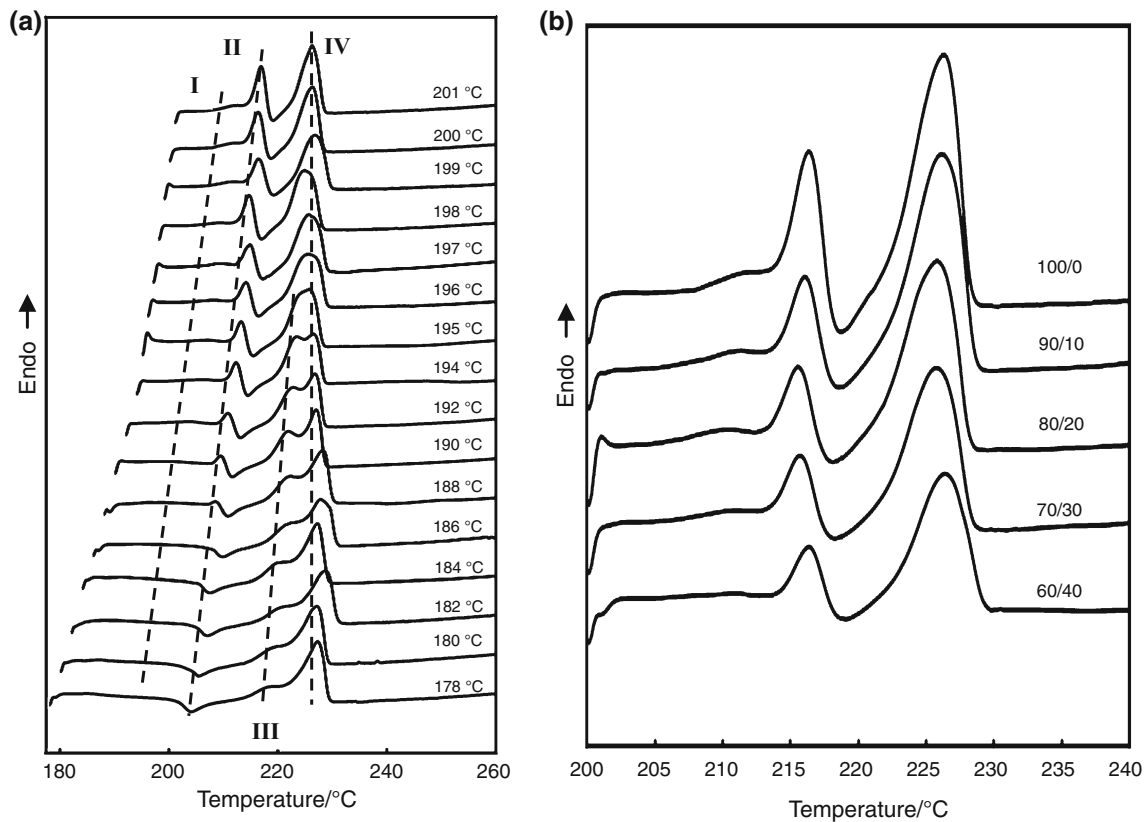 (a)
I
II
IV
201 °C
200 °C
199 °C
198 °C
197 °C
196 °C
195 °C
194 °C
192 °C
190 °C
188 °C
186 °C
184 °C
182 °C
180 °C
178 °C
III
Endo
180 200 220 240 260
Temperature/°C
(b)
100/0
90/10
80/20
70/30
60/40
Endo
200 205 210 215 220 225 230 235 240
Temperature/°C